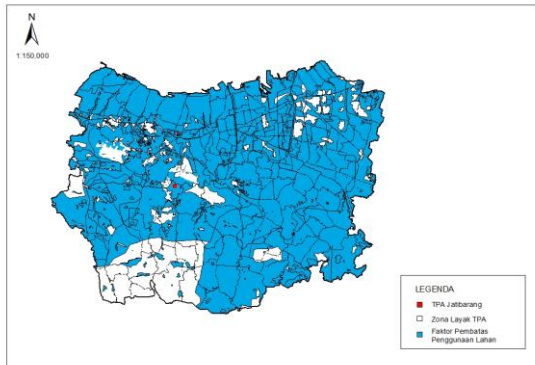 N
1:150,000
LEGENDA
TPA Jatibarang
Zona Layak TPA
Faktor Pembatas
Penggunaan Lahan